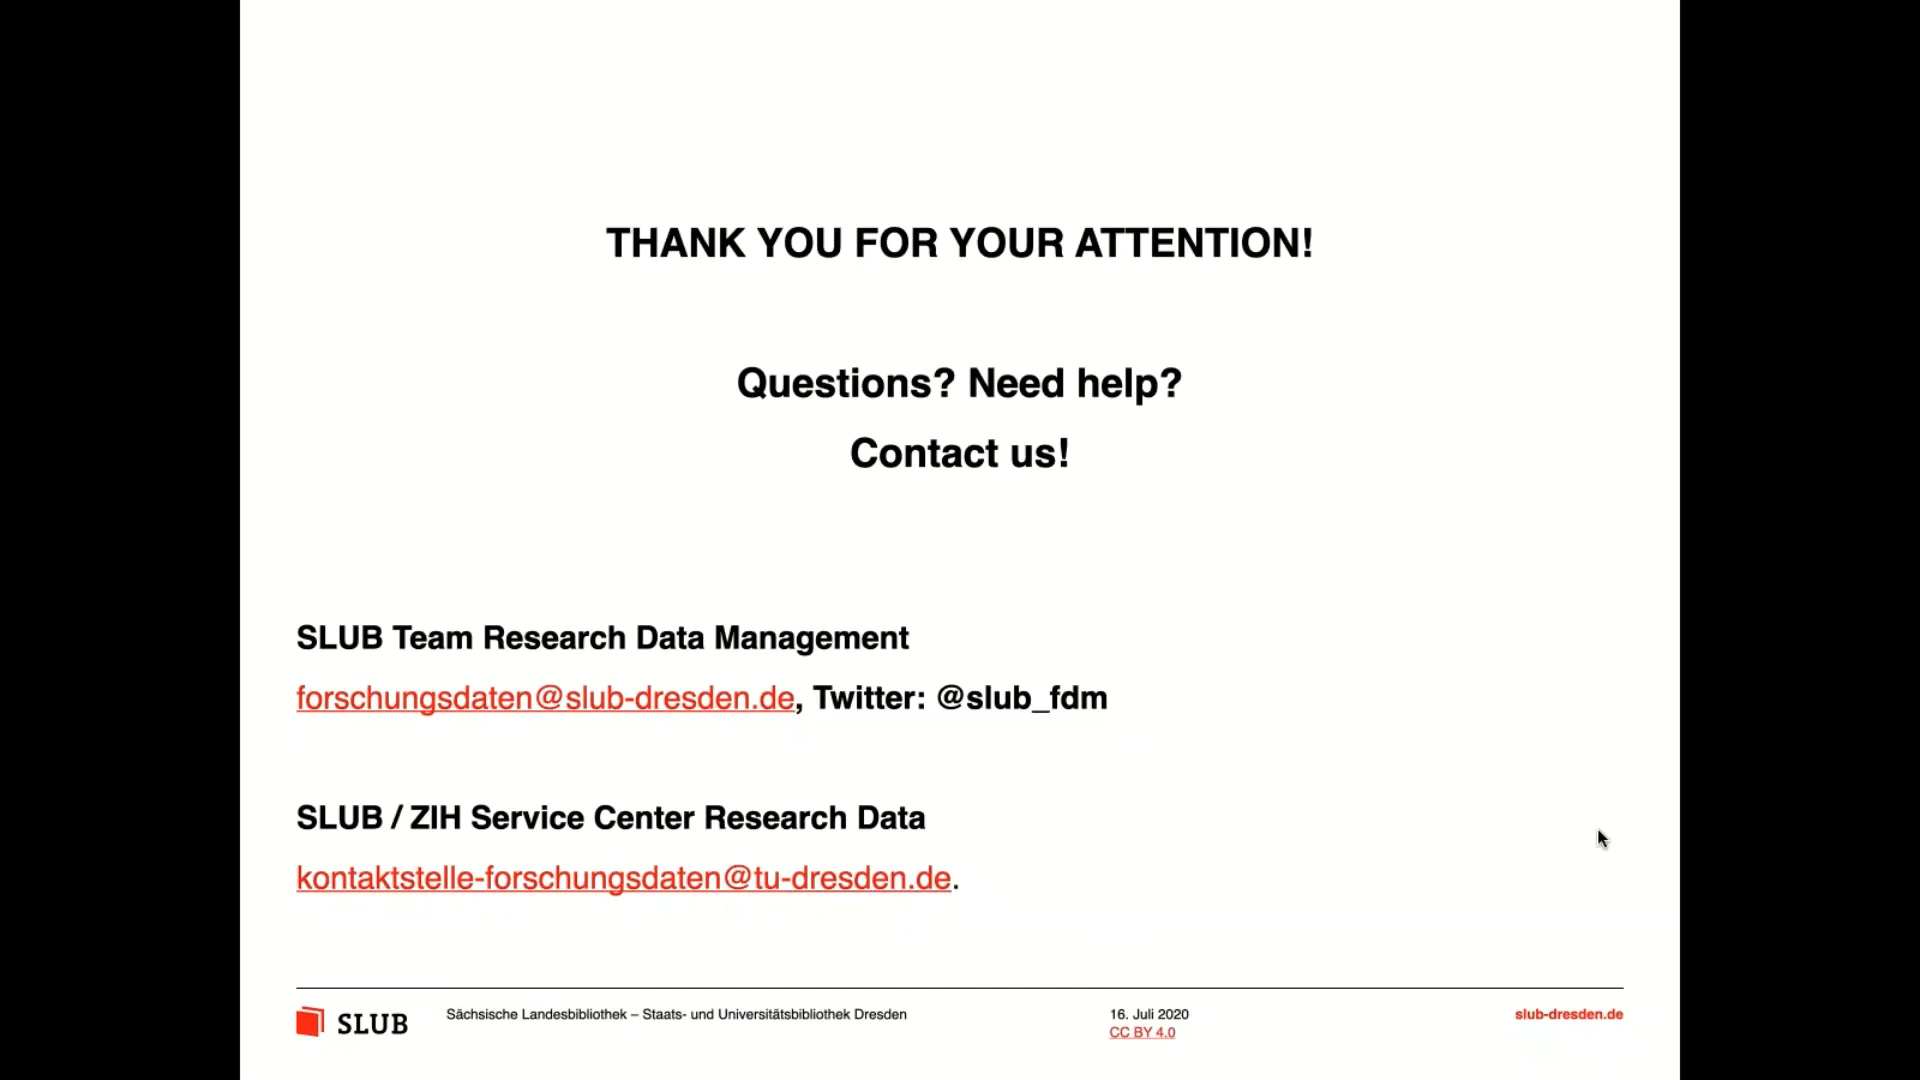 THANK YOU FOR YOUR ATTENTION!
Questions? Need help?
Contact us!
SLUB Team Research Data Management
forschungsdaten@slub-dresden.de, Twitter: @slub_fdm
SLUB / ZIH Service Center Research Data
kontaktstelle-forschungsdaten@tu-dresden.de.
SLUB
Sächsische Landesbibliothek – Staats- und Universitätsbibliothek Dresden
16. Juli 2020
CC BY 4.0
slub-dresden.de